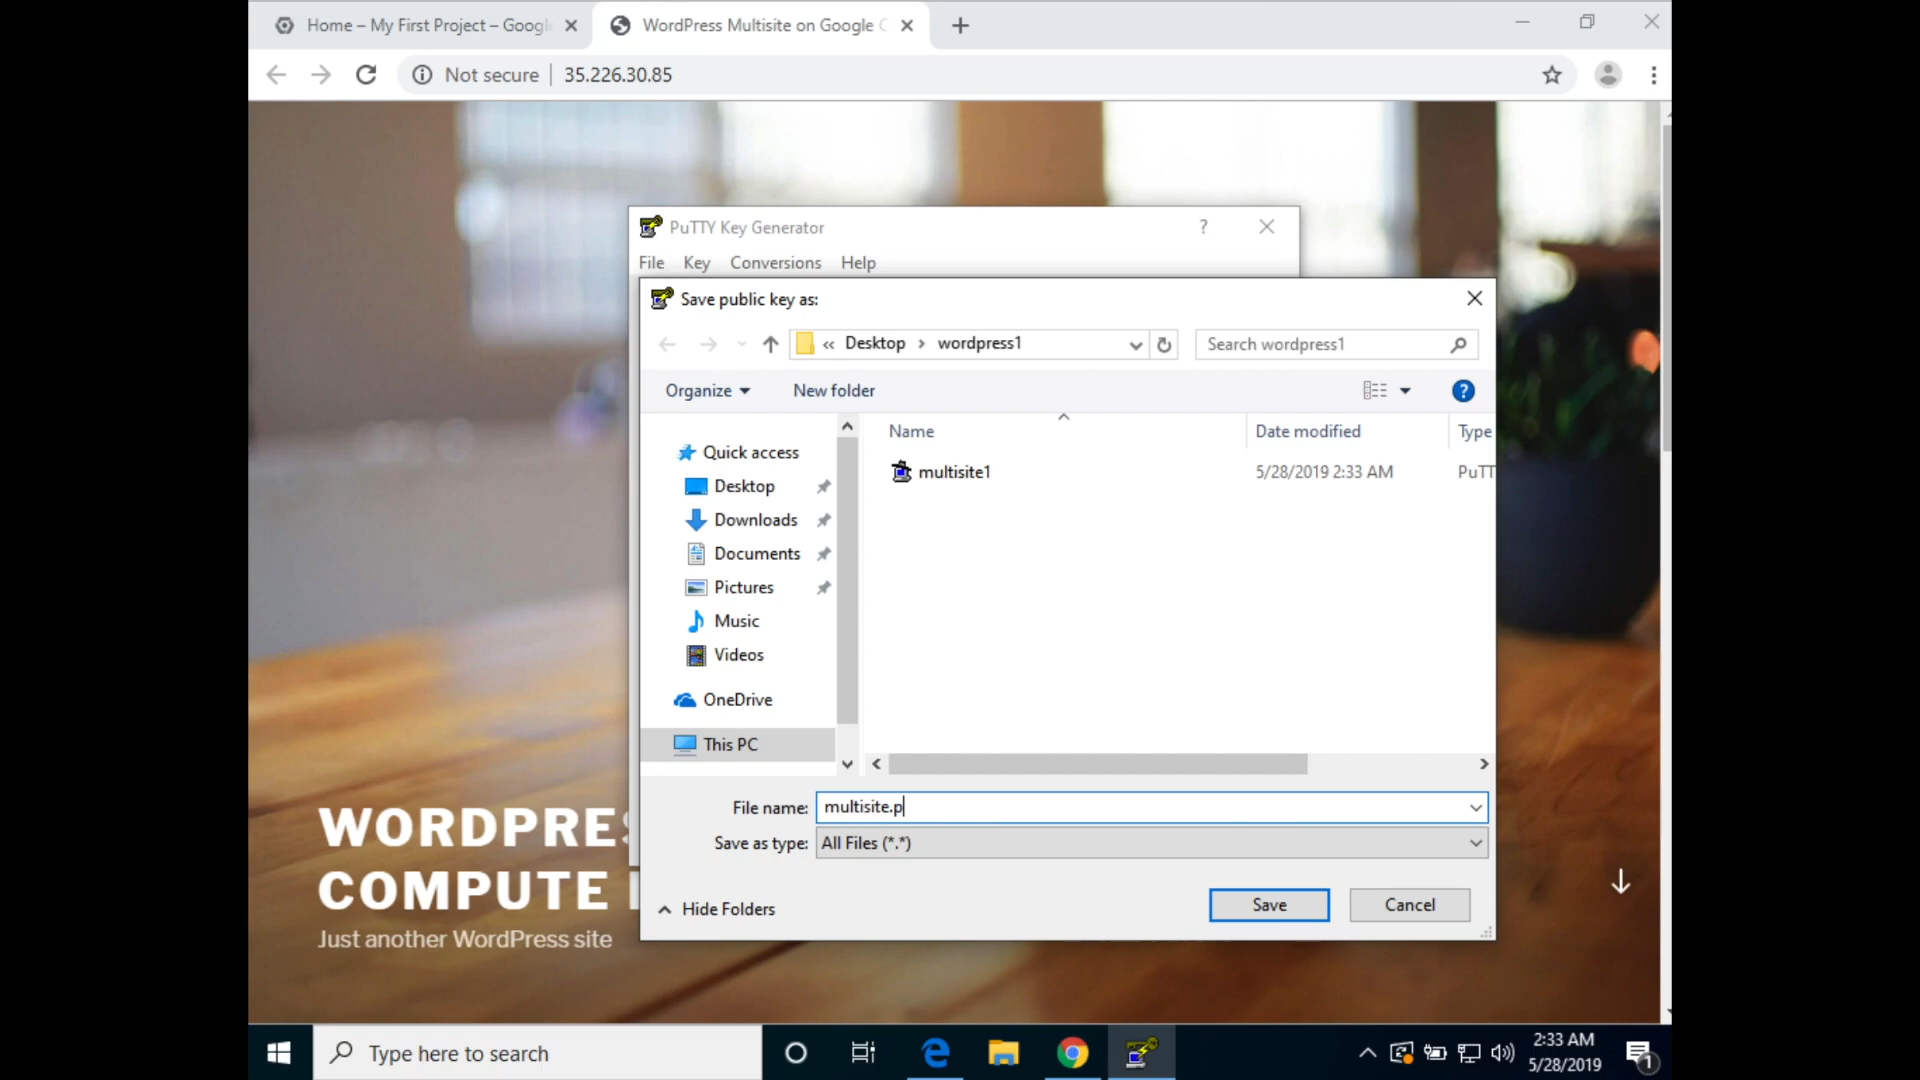 Home – My First Project – Google
WordPress Multisite on Google C
Not secure
35.226.30.85
PuTTY Key Generator
?
File Key Conversions Help
Save public key as:
« Desktop › wordpress1
Search wordpress1
Organize
New folder
?
Name
Date modified
Type
Quick access
multisite1
5/28/2019 2:33 AM
PuTT
Desktop
Downloads
Documents
Pictures
Music
Videos
OneDrive
This PC
File name:
multisite.p
Save as type:
All Files (*.*)
WORDPRES
COMPUTE
Just another WordPress site
Hide Folders
Save
Cancel
Type here to search
2:33 AM
5/28/2019
1